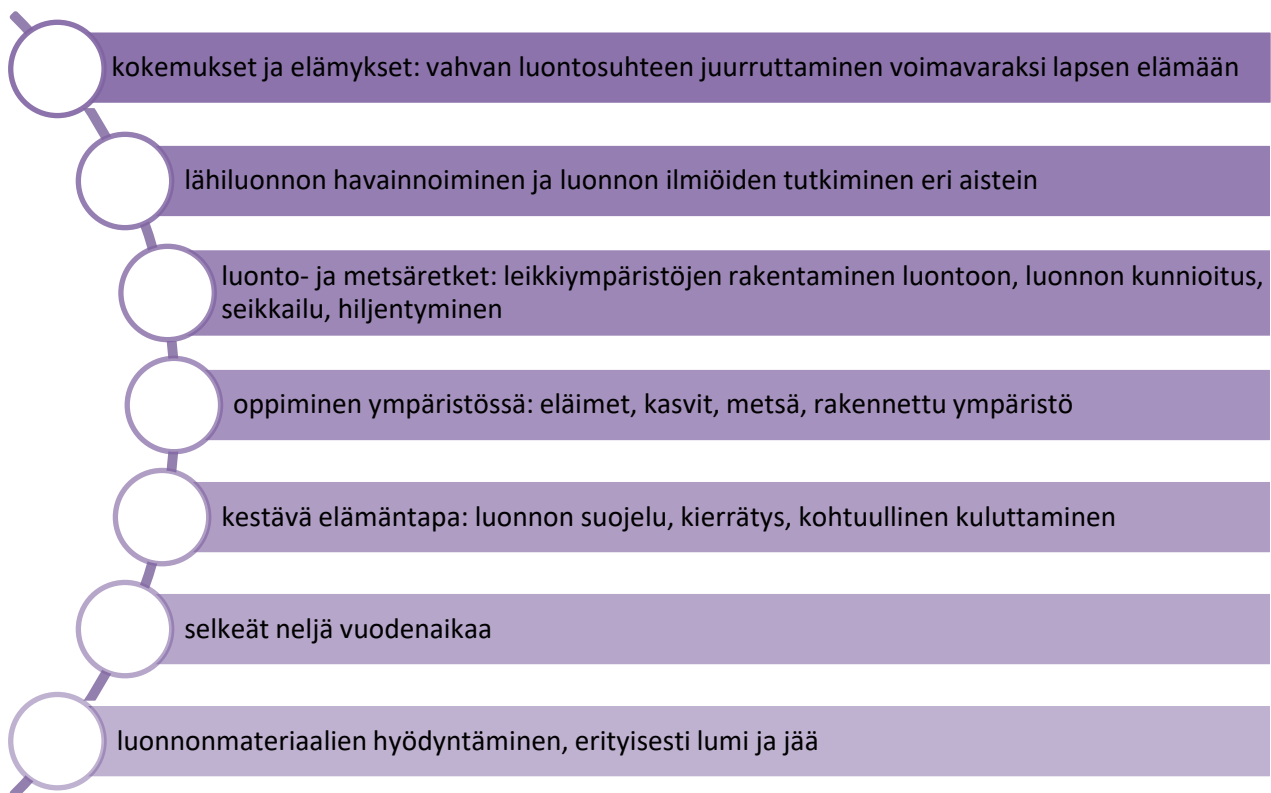 kokemukset ja elämykset: vahvan luontosuhteen juurruttaminen voimavaraksi lapsen elämään
lähiluonnon havainnoiminen ja luonnon ilmiöiden tutkiminen eri aistein
luonto- ja metsäretket: leikkiympäristöjen rakentaminen luontoon, luonnon kunnioitus,
seikkailu, hiljentyminen
oppiminen ympäristössä: eläimet, kasvit, metsä, rakennettu ympäristö
kestävä elämäntapa: luonnon suojelu, kierrätys, kohtuullinen kuluttaminen
selkeät neljä vuodenaikaa
luonnonmateriaalien hyödyntäminen, erityisesti lumi ja jää